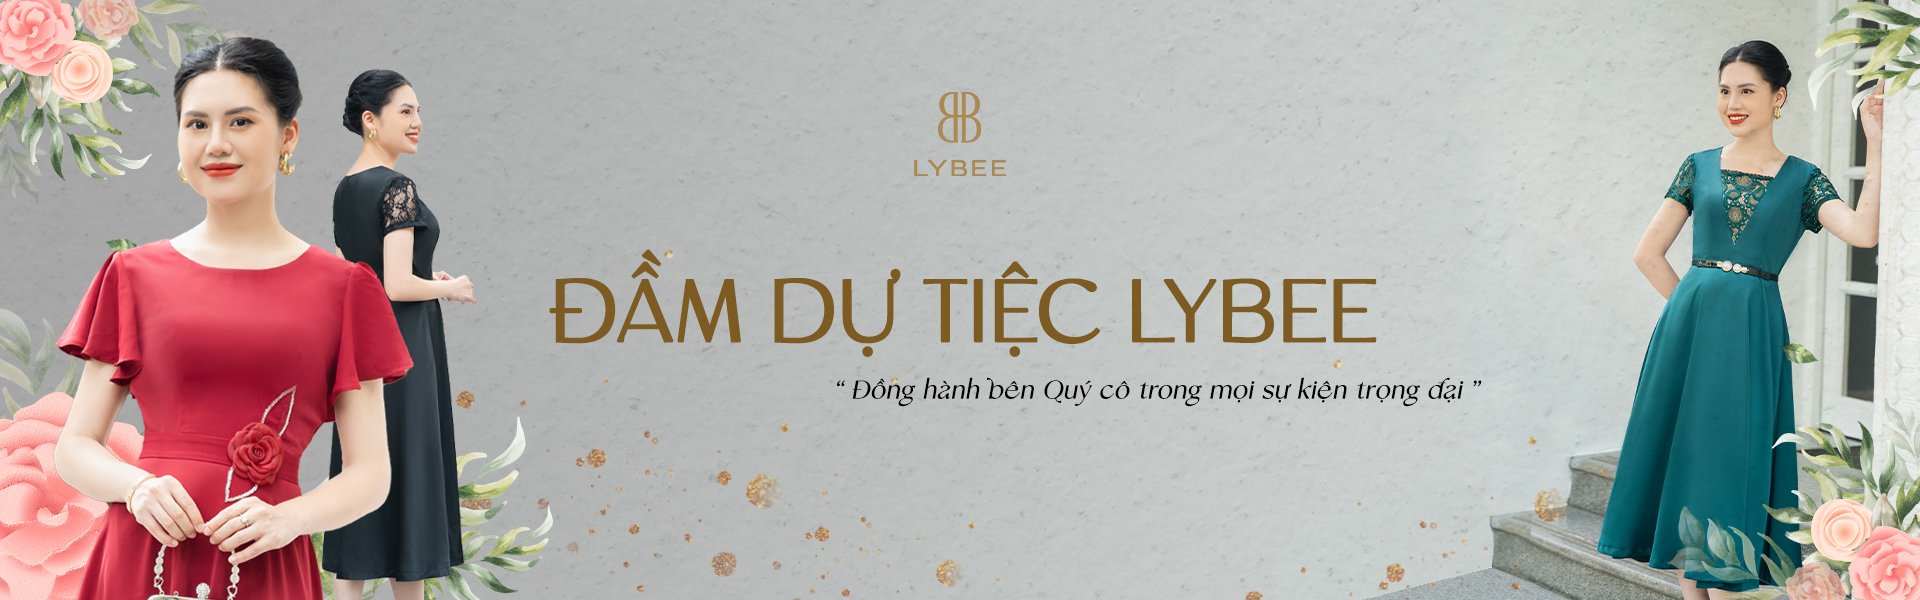 LYBEE
ĐẦM DỰ TIỆC LYBEE
“ Đồng hành bên Quý cô trong mọi sự kiện trọng đại ”